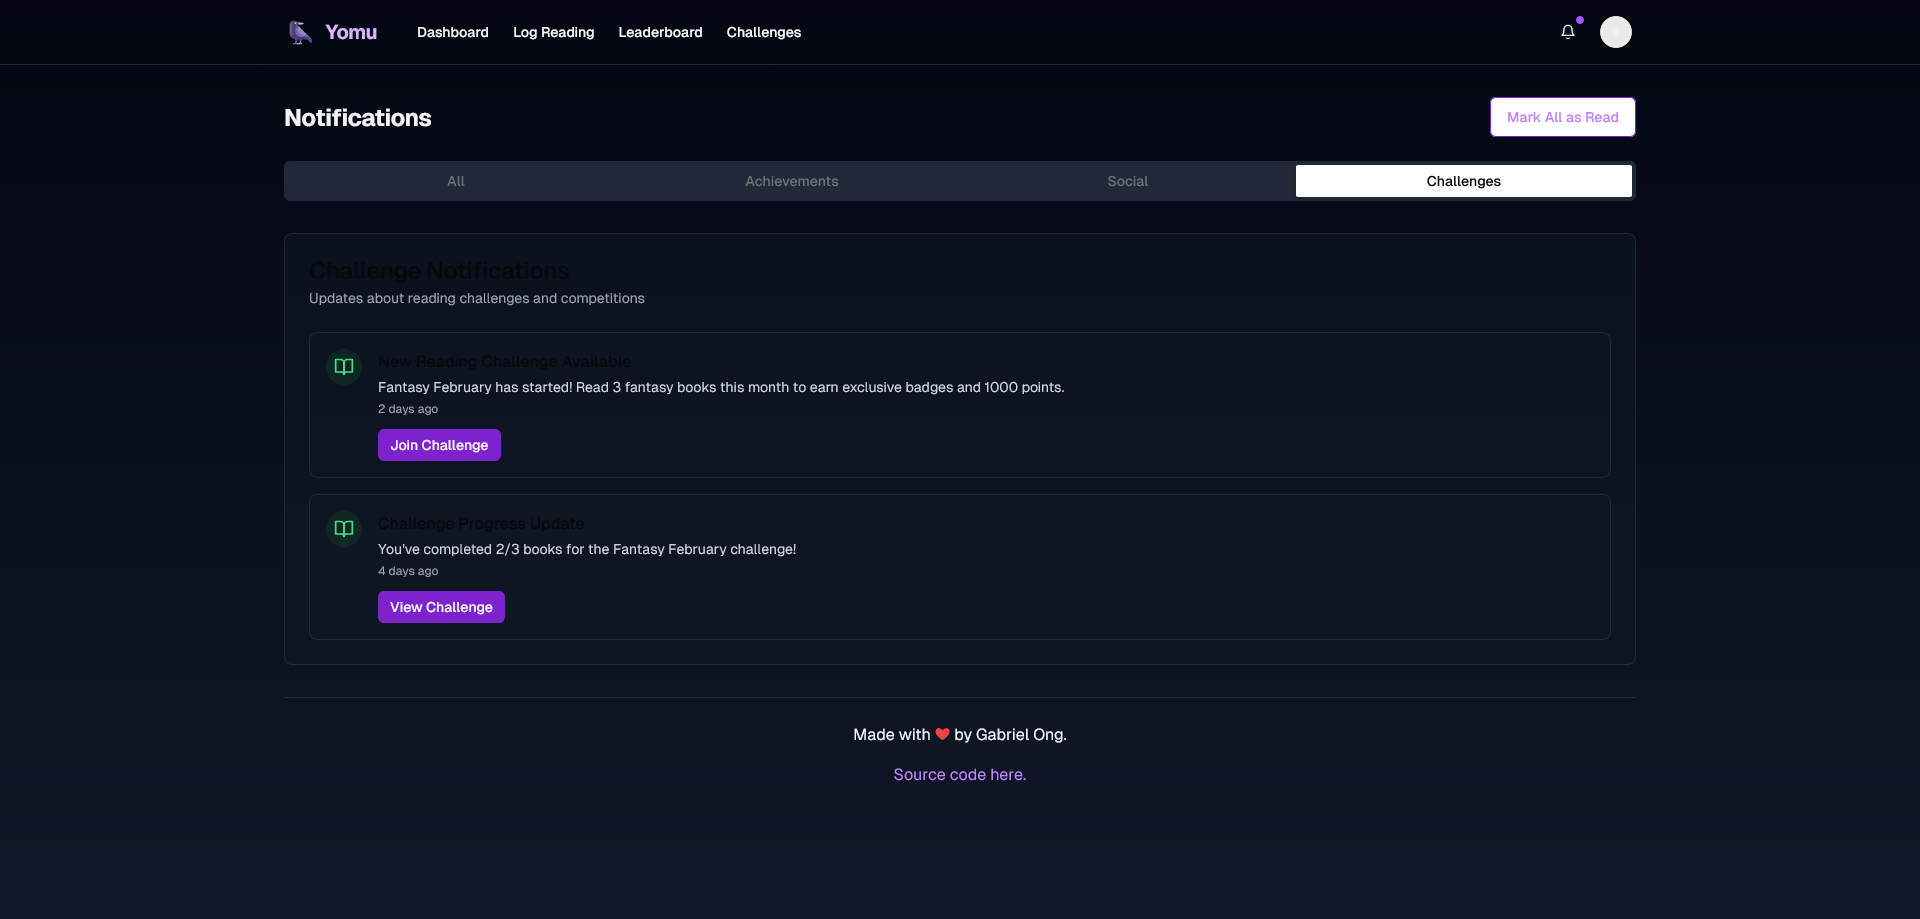 Yomu
Dashboard
Log Reading
Leaderboard
Challenges
Notifications
Mark All as Read
All
Achievements
Social
Challenges
Challenge Notifications
Updates about reading challenges and competitions
New Reading Challenge Available
Fantasy February has started! Read 3 fantasy books this month to earn exclusive badges and 1000 points.
2 days ago
Join Challenge
Challenge Progress Update
You've completed 2/3 books for the Fantasy February challenge!
4 days ago
View Challenge
Made with ❤️ by Gabriel Ong.
Source code here.